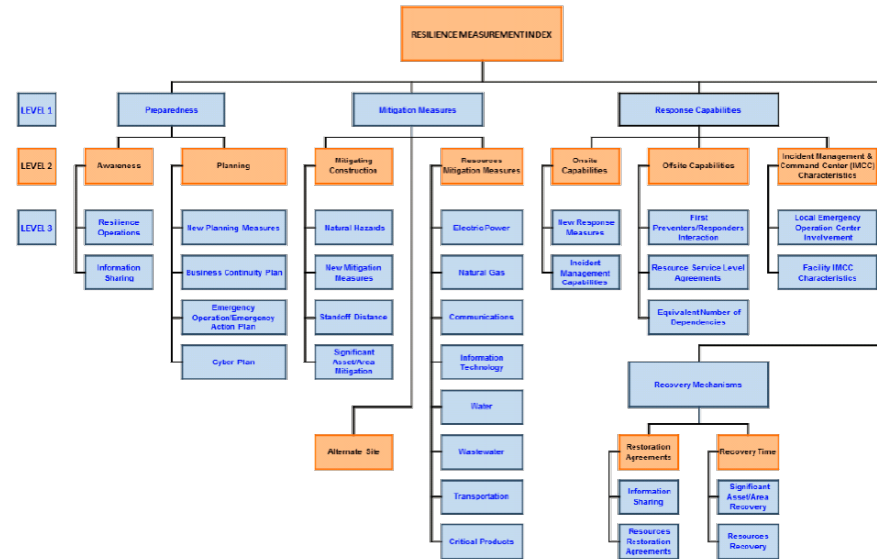 RESILIENCE MEASUREMENT INDEX
LEVEL 1
Preparedness
Mitigation Measures
Response Capabilities
LEVEL 2
Awareness
Planning
Mitigating
Construction
Resources
Mitigation Measures
Onsite
Capabilities
Offsite Capabilities
Incident Management &
Command Center (IMCC)
Characteristics
LEVEL 3
Resilience
Operations
New Planning Measures
Natural Hazards
Electric Power
New Response
Measures
First
Preventers/Responders
Interaction
Local Emergency
Operation Center
Involvement
Information
Sharing
Business Continuity Plan
New Mitigation
Measures
Natural Gas
Incident
Management
Capabilities
Resource Service Level
Agreements
Facility IMCC
Characteristics
Emergency
Operation/Emergency
Action Plan
Standoff Distance
Communications
Equivalent Number of
Dependencies
Cyber Plan
Significant
Asset/Area
Mitigation
Information
Technology
Recovery Mechanisms
Water
Alternate Site
Wastewater
Restoration
Agreements
Recovery Time
Transportation
Information
Sharing
Significant
Asset/Area
Recovery
Critical Products
Resources
Restoration
Agreements
Resources
Recovery